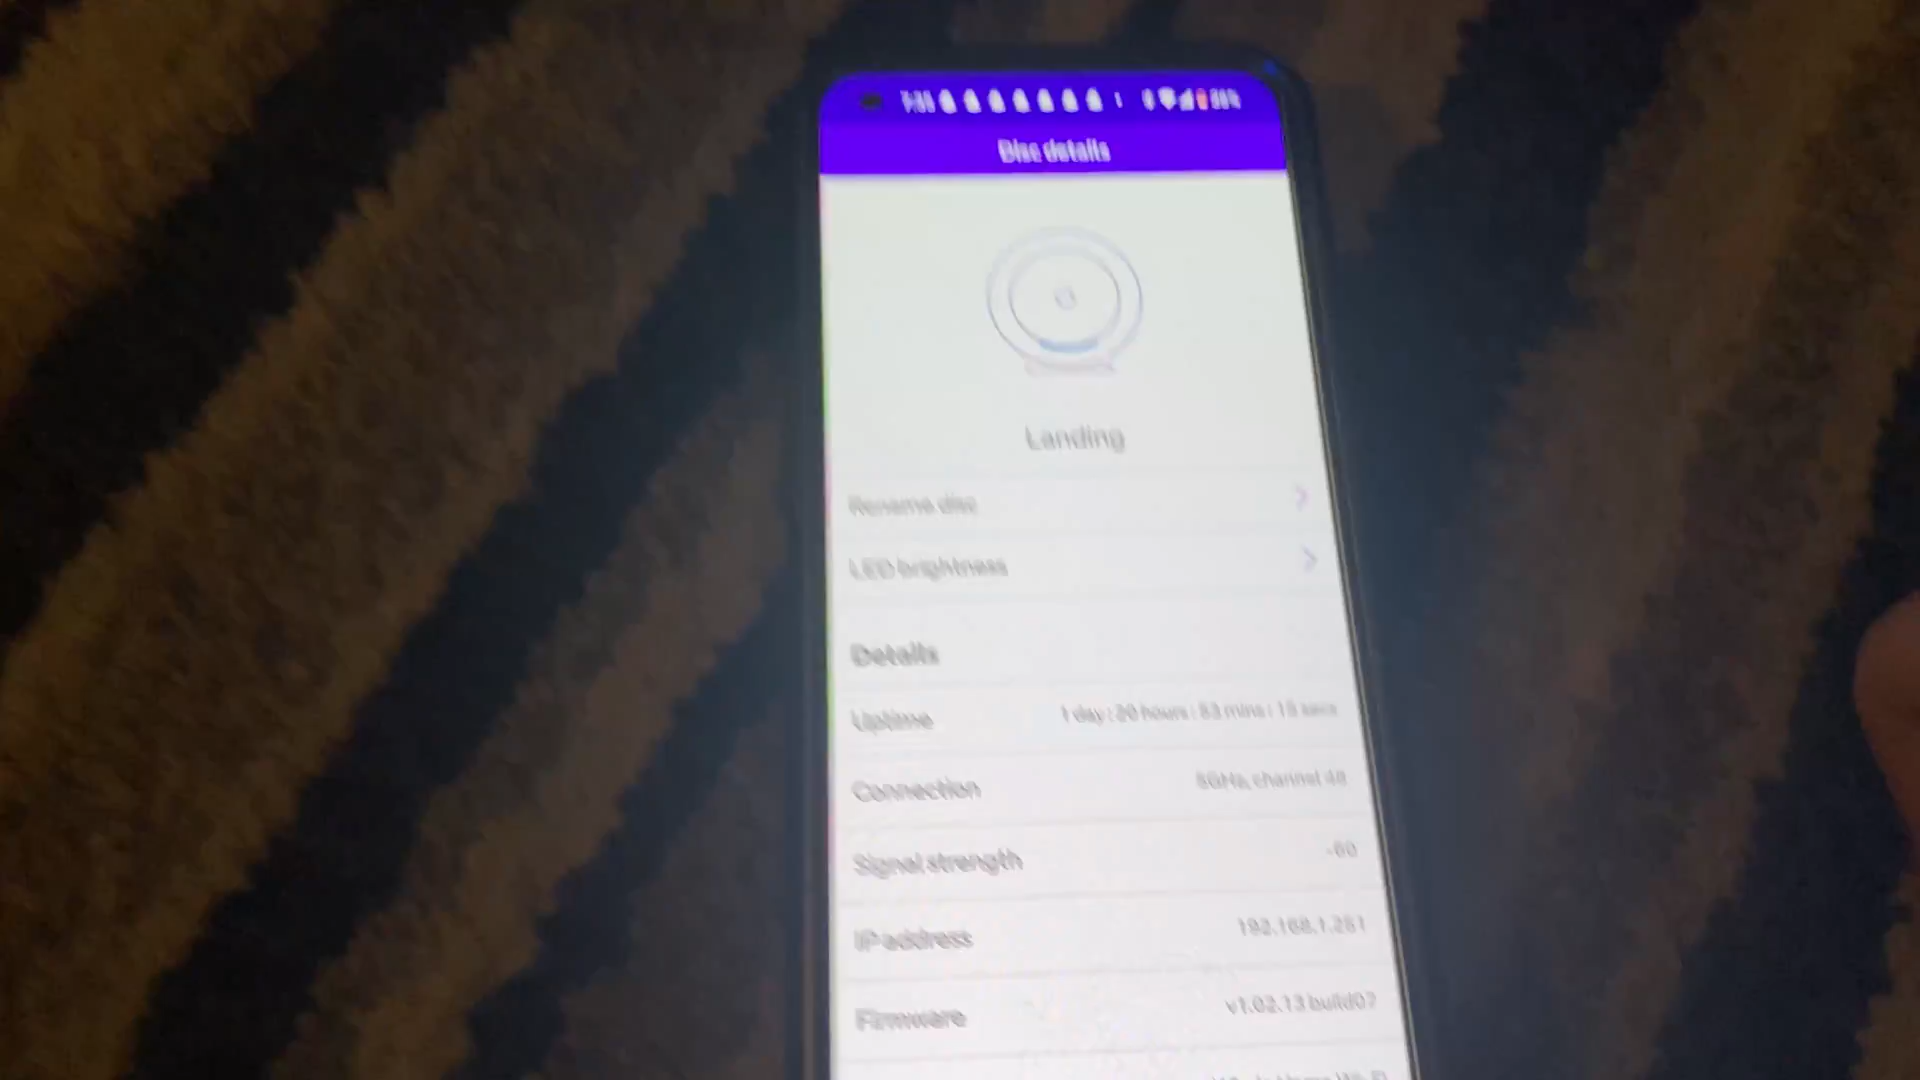 Disc details
Landing
Rename disc
LED brightness
Details
Uptime 1 day : 20 hours : 53 mins : 15 secs
Connection 5GHz, channel 48
Signal strength -60
IP address 192.168.1.251
Firmware v1.02.13 build07